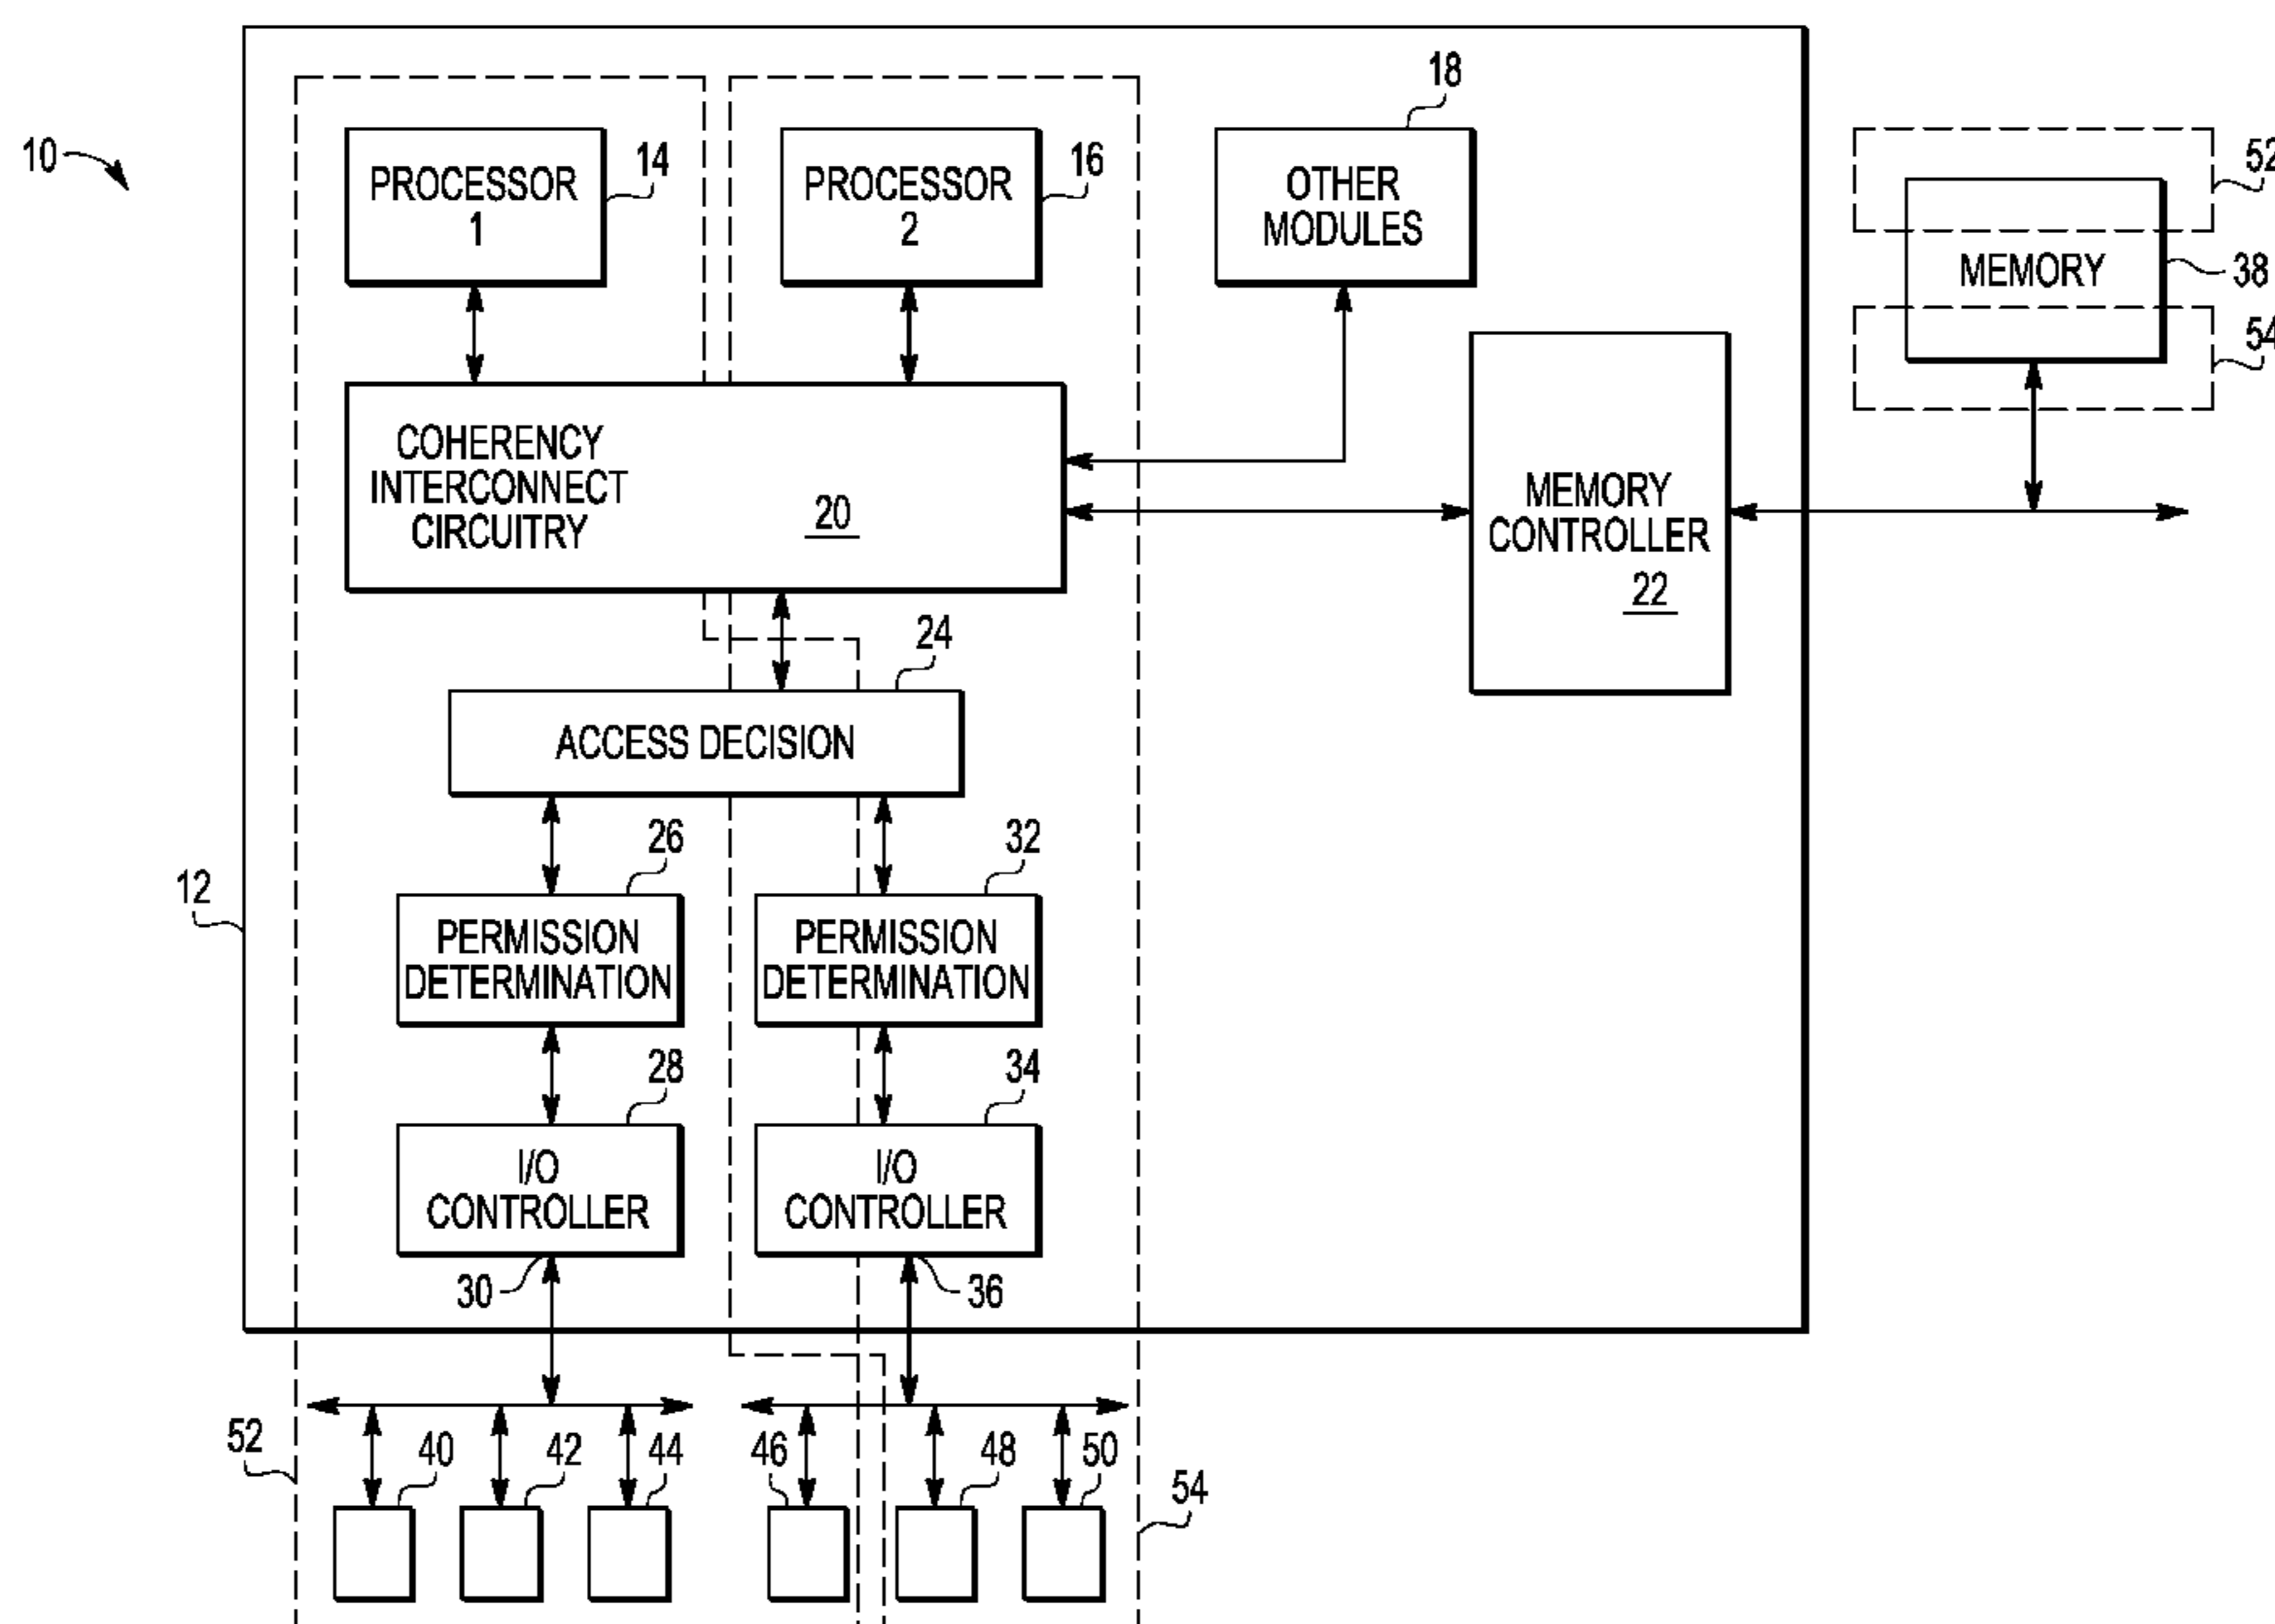 18
10
PROCESSOR
1
14
PROCESSOR
2
16
OTHER
MODULES
52
MEMORY
38
54
COHERENCY
INTERCONNECT
CIRCUITRY
20
MEMORY
CONTROLLER
22
24
ACCESS DECISION
12
26
32
PERMISSION
DETERMINATION
PERMISSION
DETERMINATION
28
34
I/O
CONTROLLER
I/O
CONTROLLER
30
36
52
40
42
44
46
48
50
54